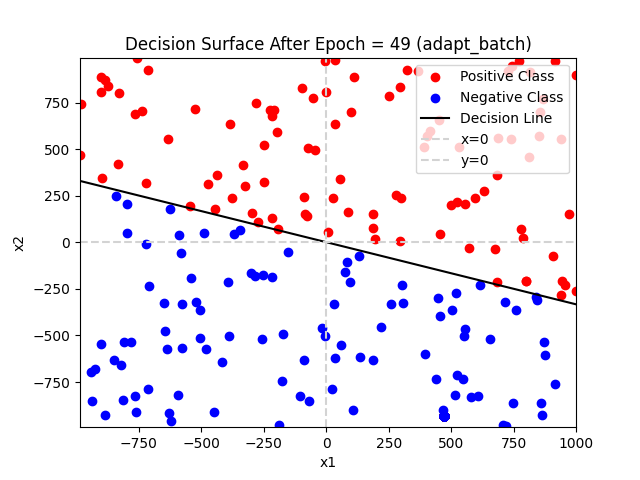 Decision Surface After Epoch = 49 (adapt_batch)
Positive Class
Negative Class
Decision Line
x=0
y=0
750
500
250
0
−250
−500
−750
x2
−750 −500 −250 0 250 500 750 1000
x1